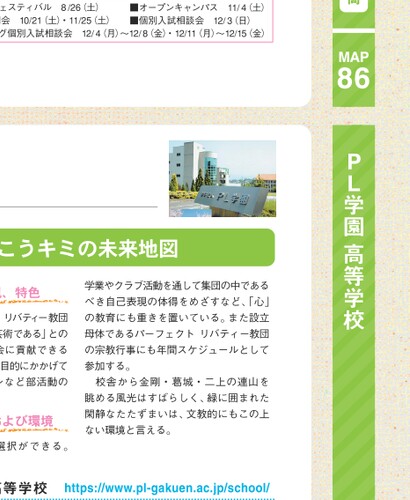 ェスティバル 8/26（土）　■オープンキャンパス 11/4（土）
会 10/21（土）・11/25（土）　■個別入試相談会 12/3（日）
グ個別入試相談会 12/4（月）～12/8（金）・12/11（月）～12/15（金）
MAP
86
PL学園 高等学校
PL学園
こうキミの未来地図
、特色
リバティー教団
芸術である」との
会に貢献できる
目的にかかげて
ンなど部活動の
および環境
選択ができる。
学業やクラブ活動を通して集団の中である
べき自己表現の体得をめざすなど、「心」
の教育にも重きを置いている。また設立
母体であるパーフェクト リバティー教団
の宗教行事にも年間スケジュールとして
参加する。
校舎から金剛・葛城・二上の連山を
眺める風光はすばらしく、緑に囲まれた
閑静なたたずまいは、文教的にもこの上
ない環境と言える。
高等学校　https://www.pl-gakuen.ac.jp/school/